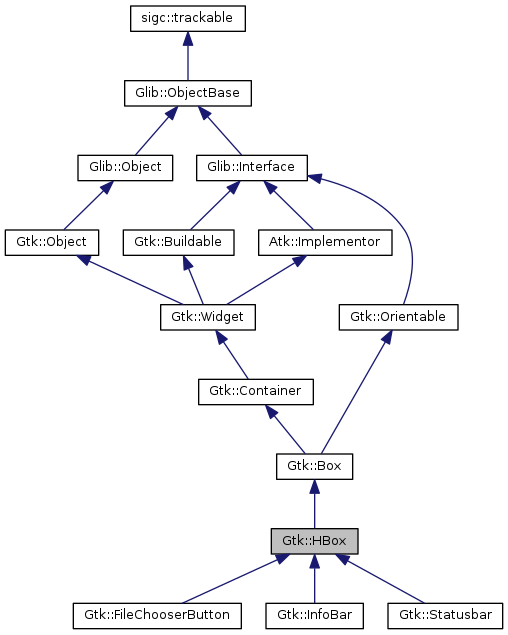 sigc::trackable
Glib::ObjectBase
Glib::Object
Glib::Interface
Gtk::Object
Gtk::Buildable
Atk::Implementor
Gtk::Widget
Gtk::Orientable
Gtk::Container
Gtk::Box
Gtk::HBox
Gtk::FileChooserButton
Gtk::InfoBar
Gtk::Statusbar